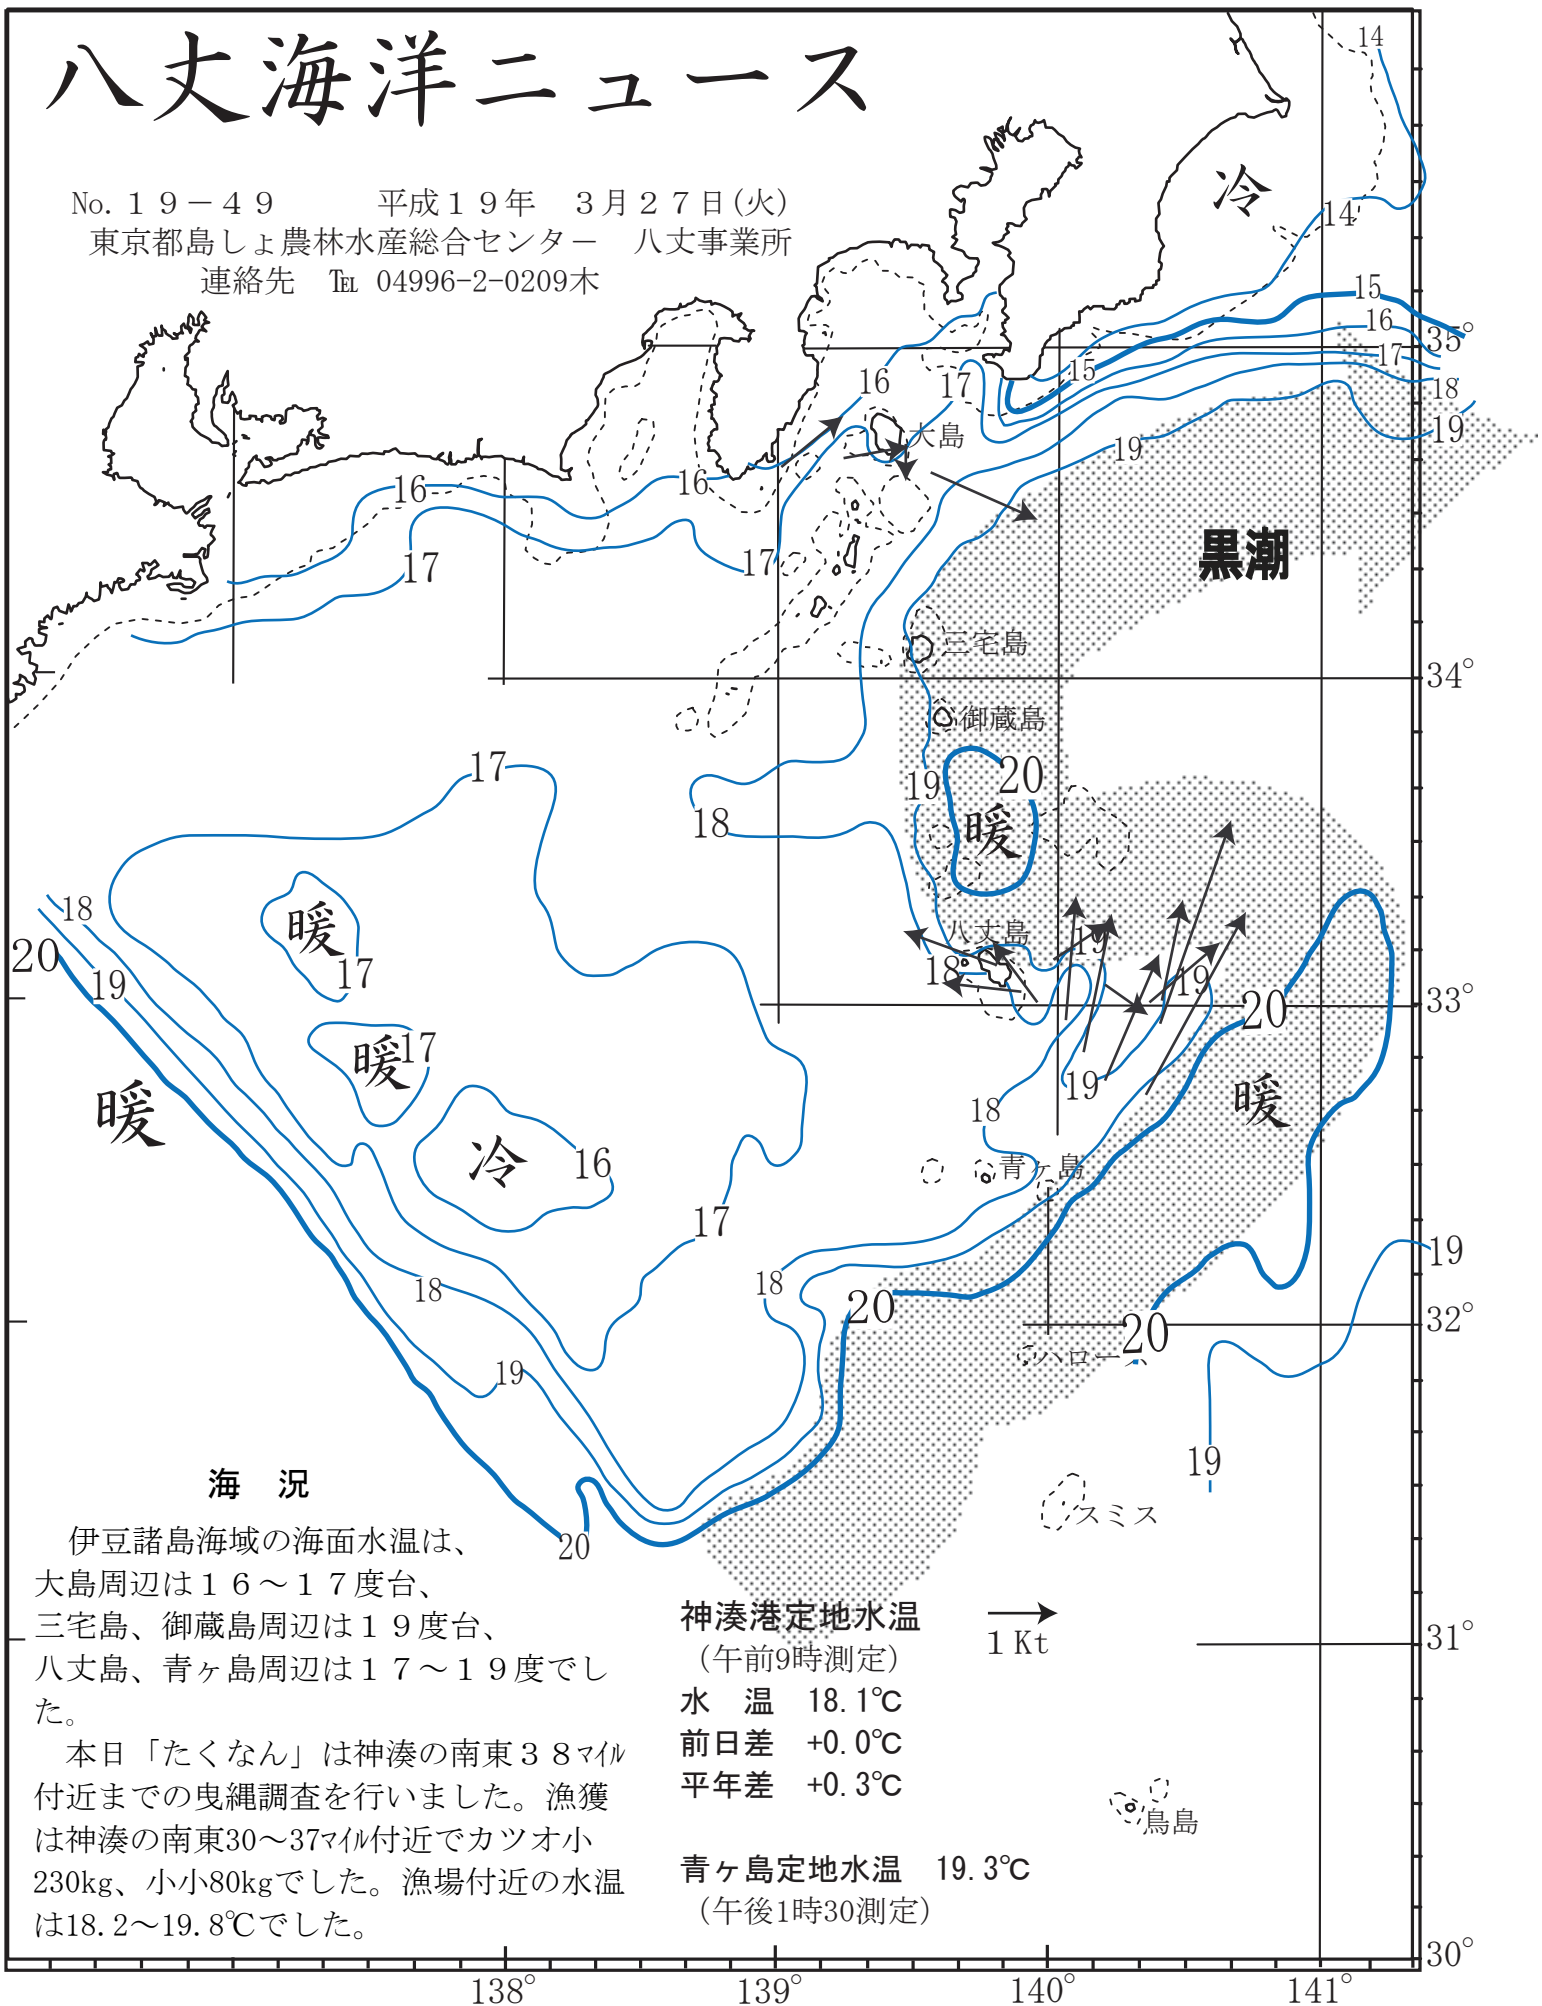 八丈海洋ニュース
No.１９－４９　平成１９年　３月２７日(火)
東京都島しょ農林水産総合センター　八丈事業所
連絡先　℡ 04996-2-0209木
14
冷
14
15
16
35°
17
18
19
15
16
17
大島
19
16
16
17
17
黒潮
三宅島
34°
御蔵島
17
20
19
18
暖
18
暖
17
八丈島
19
20
19
18
19
33°
20
暖
17
暖
暖
19
18
冷
16
青ヶ島
17
19
18
18
20
32°
20
ハロース
19
19
スミス
20
海　況
伊豆諸島海域の海面水温は、
大島周辺は１６～１７度台、
三宅島、御蔵島周辺は１９度台、
八丈島、青ヶ島周辺は１７～１９度でし
た。
本日「たくなん」は神湊の南東３８ﾏｲﾙ
付近までの曳縄調査を行いました。漁獲
は神湊の南東30～37ﾏｲﾙ付近でカツオ小
230kg、小小80kgでした。漁場付近の水温
は18.2～19.8℃でした。
神湊港定地水温
（午前9時測定）
水　温　18.1℃
前日差　+0.0℃
平年差　+0.3℃
青ヶ島定地水温　19.3℃
（午後1時30測定）
１Kt
31°
鳥島
30°
138°
139°
140°
141°